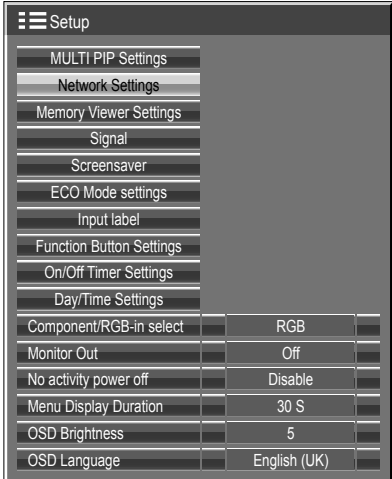 Setup
MULTI PIP Settings
Network Settings
Memory Viewer Settings
Signal
Screensaver
ECO Mode settings
Input label
Function Button Settings
On/Off Timer Settings
Day/Time Settings
Component/RGB-in select RGB
Monitor Out Off
No activity power off Disable
Menu Display Duration 30 S
OSD Brightness 5
OSD Language English (UK)